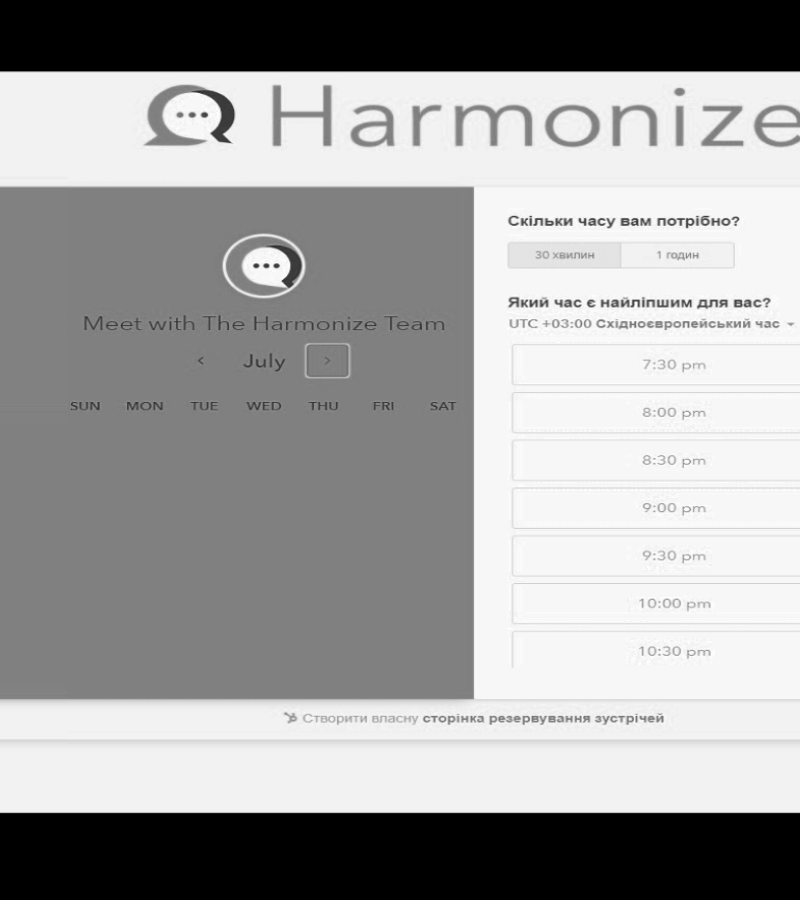 Harmonize
Meet with The Harmonize Team
July
SUN MON TUE WED THU FRI SAT
Скільки часу вам потрібно?
30 хвилин 1 годин
Який час є найліпшим для вас?
UTC +03:00 Східноєвропейський час
7:30 pm
8:00 pm
8:30 pm
9:00 pm
9:30 pm
10:00 pm
10:30 pm
Створити власну сторінка резервування зустрічей